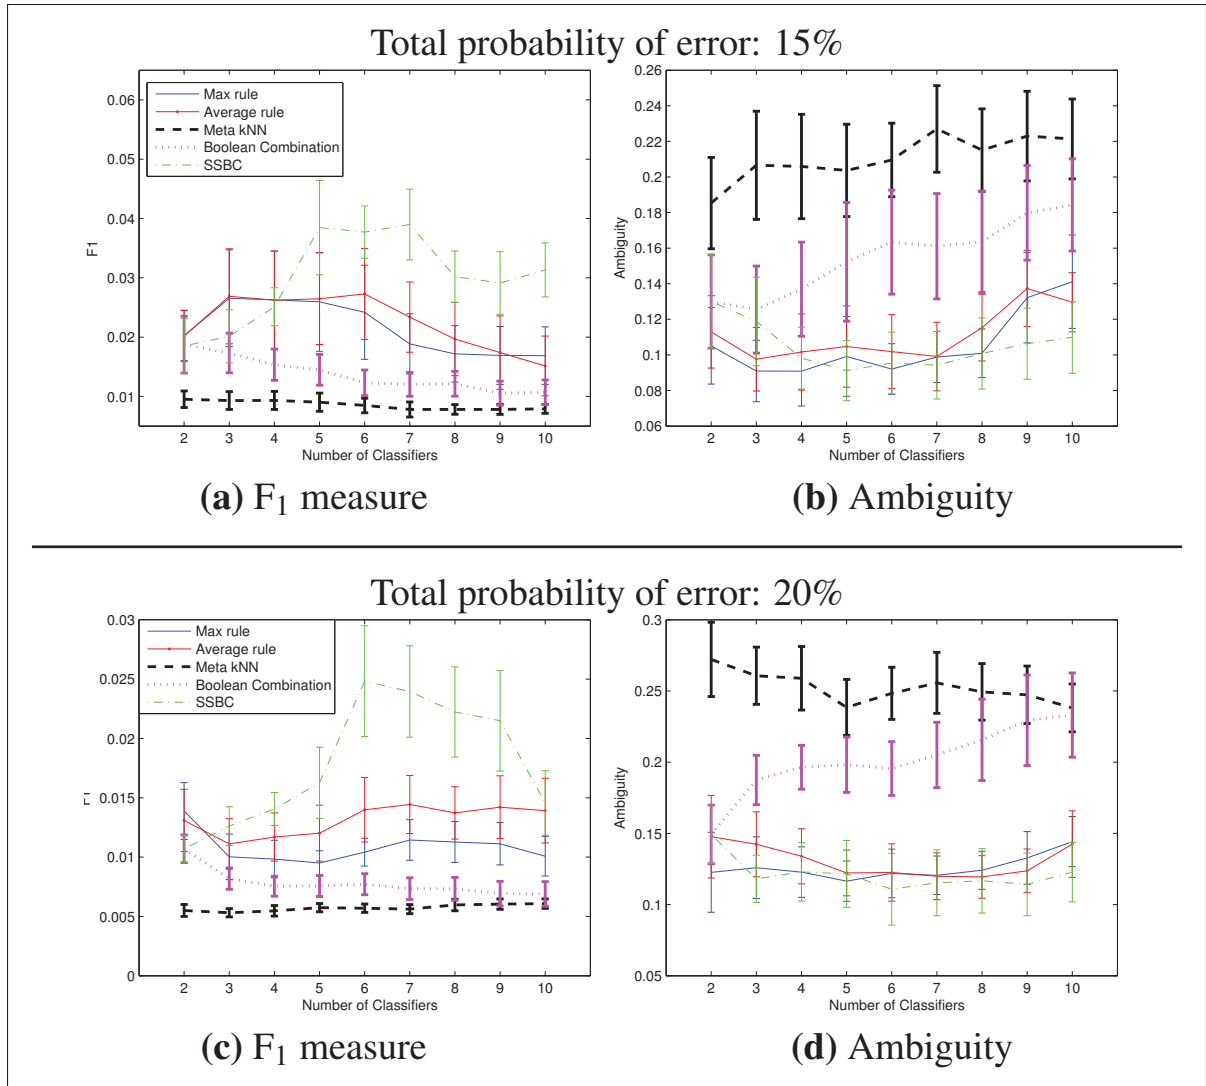 Total probability of error: 15%
0.06
0.05
0.04
0.03
0.02
0.01
F1
Max rule
Average rule
Meta kNN
Boolean Combination
SSBC
2 3 4 5 6 7 8 9 10
Number of Classifiers
(a) F1 measure
0.26
0.24
0.22
0.2
0.18
0.16
0.14
0.12
0.1
0.08
0.06
Ambiguity
2 3 4 5 6 7 8 9 10
Number of Classifiers
(b) Ambiguity
Total probability of error: 20%
0.03
0.025
0.02
0.015
0.01
0.005
0
F1
Max rule
Average rule
Meta kNN
Boolean Combination
SSBC
2 3 4 5 6 7 8 9 10
Number of Classifiers
(c) F1 measure
0.3
0.25
0.2
0.15
0.1
0.05
Ambiguity
2 3 4 5 6 7 8 9 10
Number of Classifiers
(d) Ambiguity